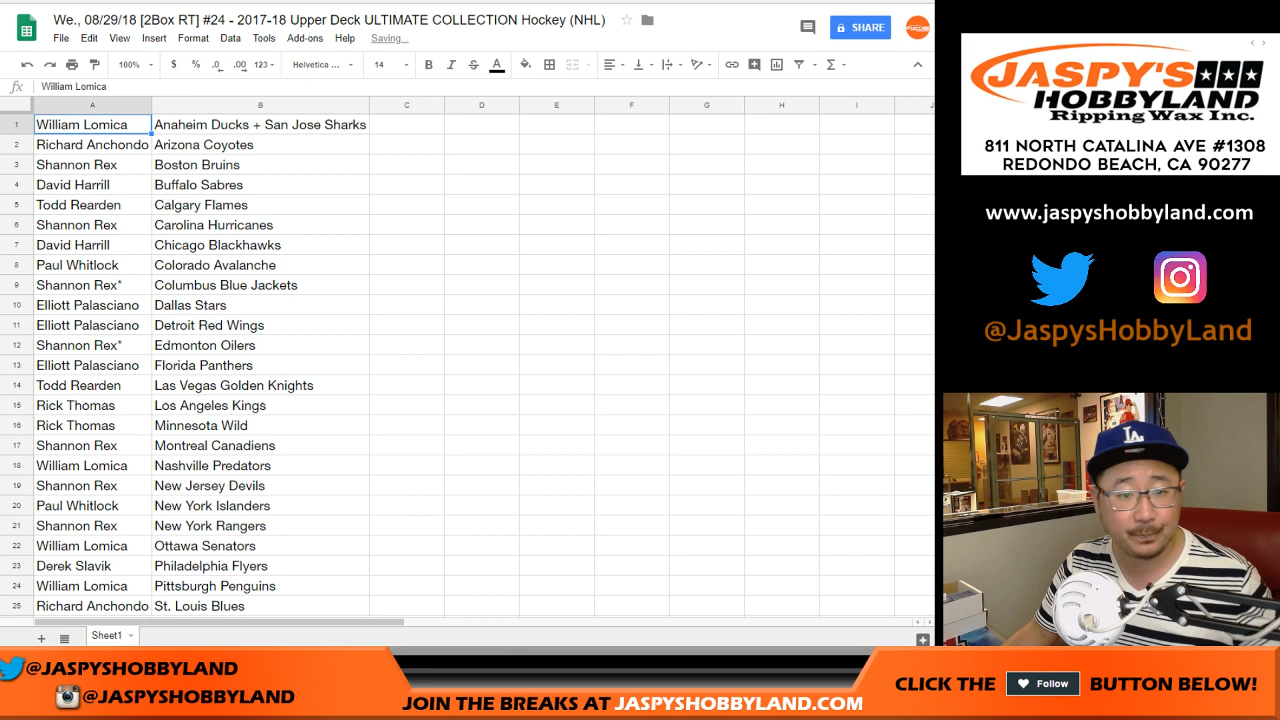 We., 08/29/18 [2Box RT] #24 - 2017-18 Upper Deck ULTIMATE COLLECTION Hockey (NHL)
File Edit View Insert Format Data Tools Add-ons Help Saving...
SHARE
100% $ % .0 .00 123 Helvetica ... 14 B I S A
fx William Lomica
A B C D E F G H I J
1 William Lomica Anaheim Ducks + San Jose Sharks
2 Richard Anchondo Arizona Coyotes
3 Shannon Rex Boston Bruins
4 David Harrill Buffalo Sabres
5 Todd Rearden Calgary Flames
6 Shannon Rex Carolina Hurricanes
7 David Harrill Chicago Blackhawks
8 Paul Whitlock Colorado Avalanche
9 Shannon Rex* Columbus Blue Jackets
10 Elliott Palasciano Dallas Stars
11 Elliott Palasciano Detroit Red Wings
12 Shannon Rex* Edmonton Oilers
13 Elliott Palasciano Florida Panthers
14 Todd Rearden Las Vegas Golden Knights
15 Rick Thomas Los Angeles Kings
16 Rick Thomas Minnesota Wild
17 Shannon Rex Montreal Canadiens
18 William Lomica Nashville Predators
19 Shannon Rex New Jersey Devils
20 Paul Whitlock New York Islanders
21 Shannon Rex New York Rangers
22 William Lomica Ottawa Senators
23 Derek Slavik Philadelphia Flyers
24 William Lomica Pittsburgh Penguins
25 Richard Anchondo St. Louis Blues
Sheet1
JASPY'S
HOBBYLAND
Ripping Wax Inc.
811 NORTH CATALINA AVE #1308
REDONDO BEACH, CA 90277
www.jaspyshobbyland.com
@JaspysHobbyLand
LA
@JASPYSHOBBYLAND
@JASPYSHOBBYLAND
JOIN THE BREAKS AT JASPYSHOBBYLAND.COM
CLICK THE Follow BUTTON BELOW!